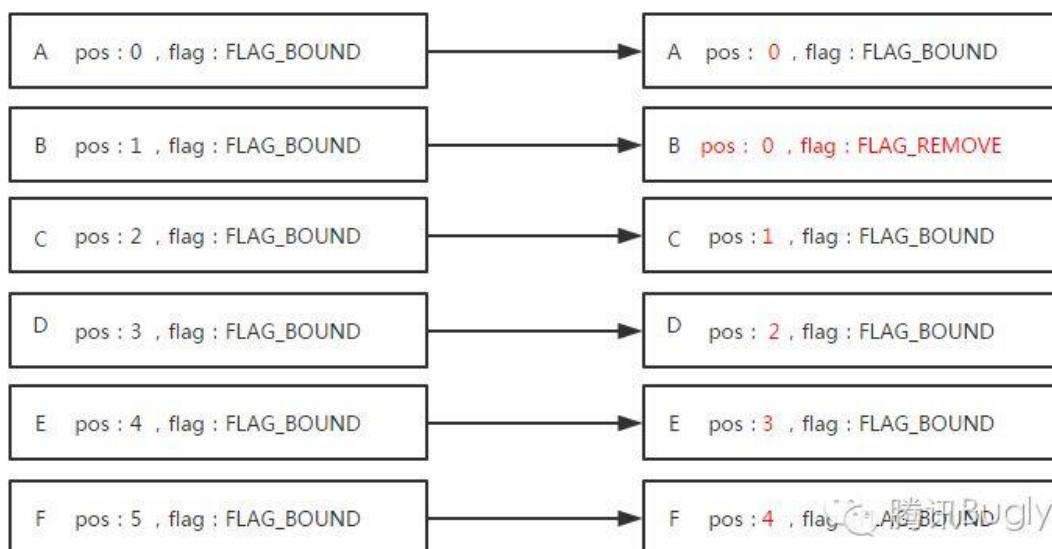 A pos : 0 , flag : FLAG_BOUND
A pos : 0 , flag : FLAG_BOUND
B pos : 1 , flag : FLAG_BOUND
B pos : 0 , flag : FLAG_REMOVE
C pos : 2 , flag : FLAG_BOUND
C pos : 1 , flag : FLAG_BOUND
D pos : 3 , flag : FLAG_BOUND
D pos : 2 , flag : FLAG_BOUND
E pos : 4 , flag : FLAG_BOUND
E pos : 3 , flag : FLAG_BOUND
F pos : 5 , flag : FLAG_BOUND
F pos : 4 , flag : FLAG_BOUND
腾讯Bugly